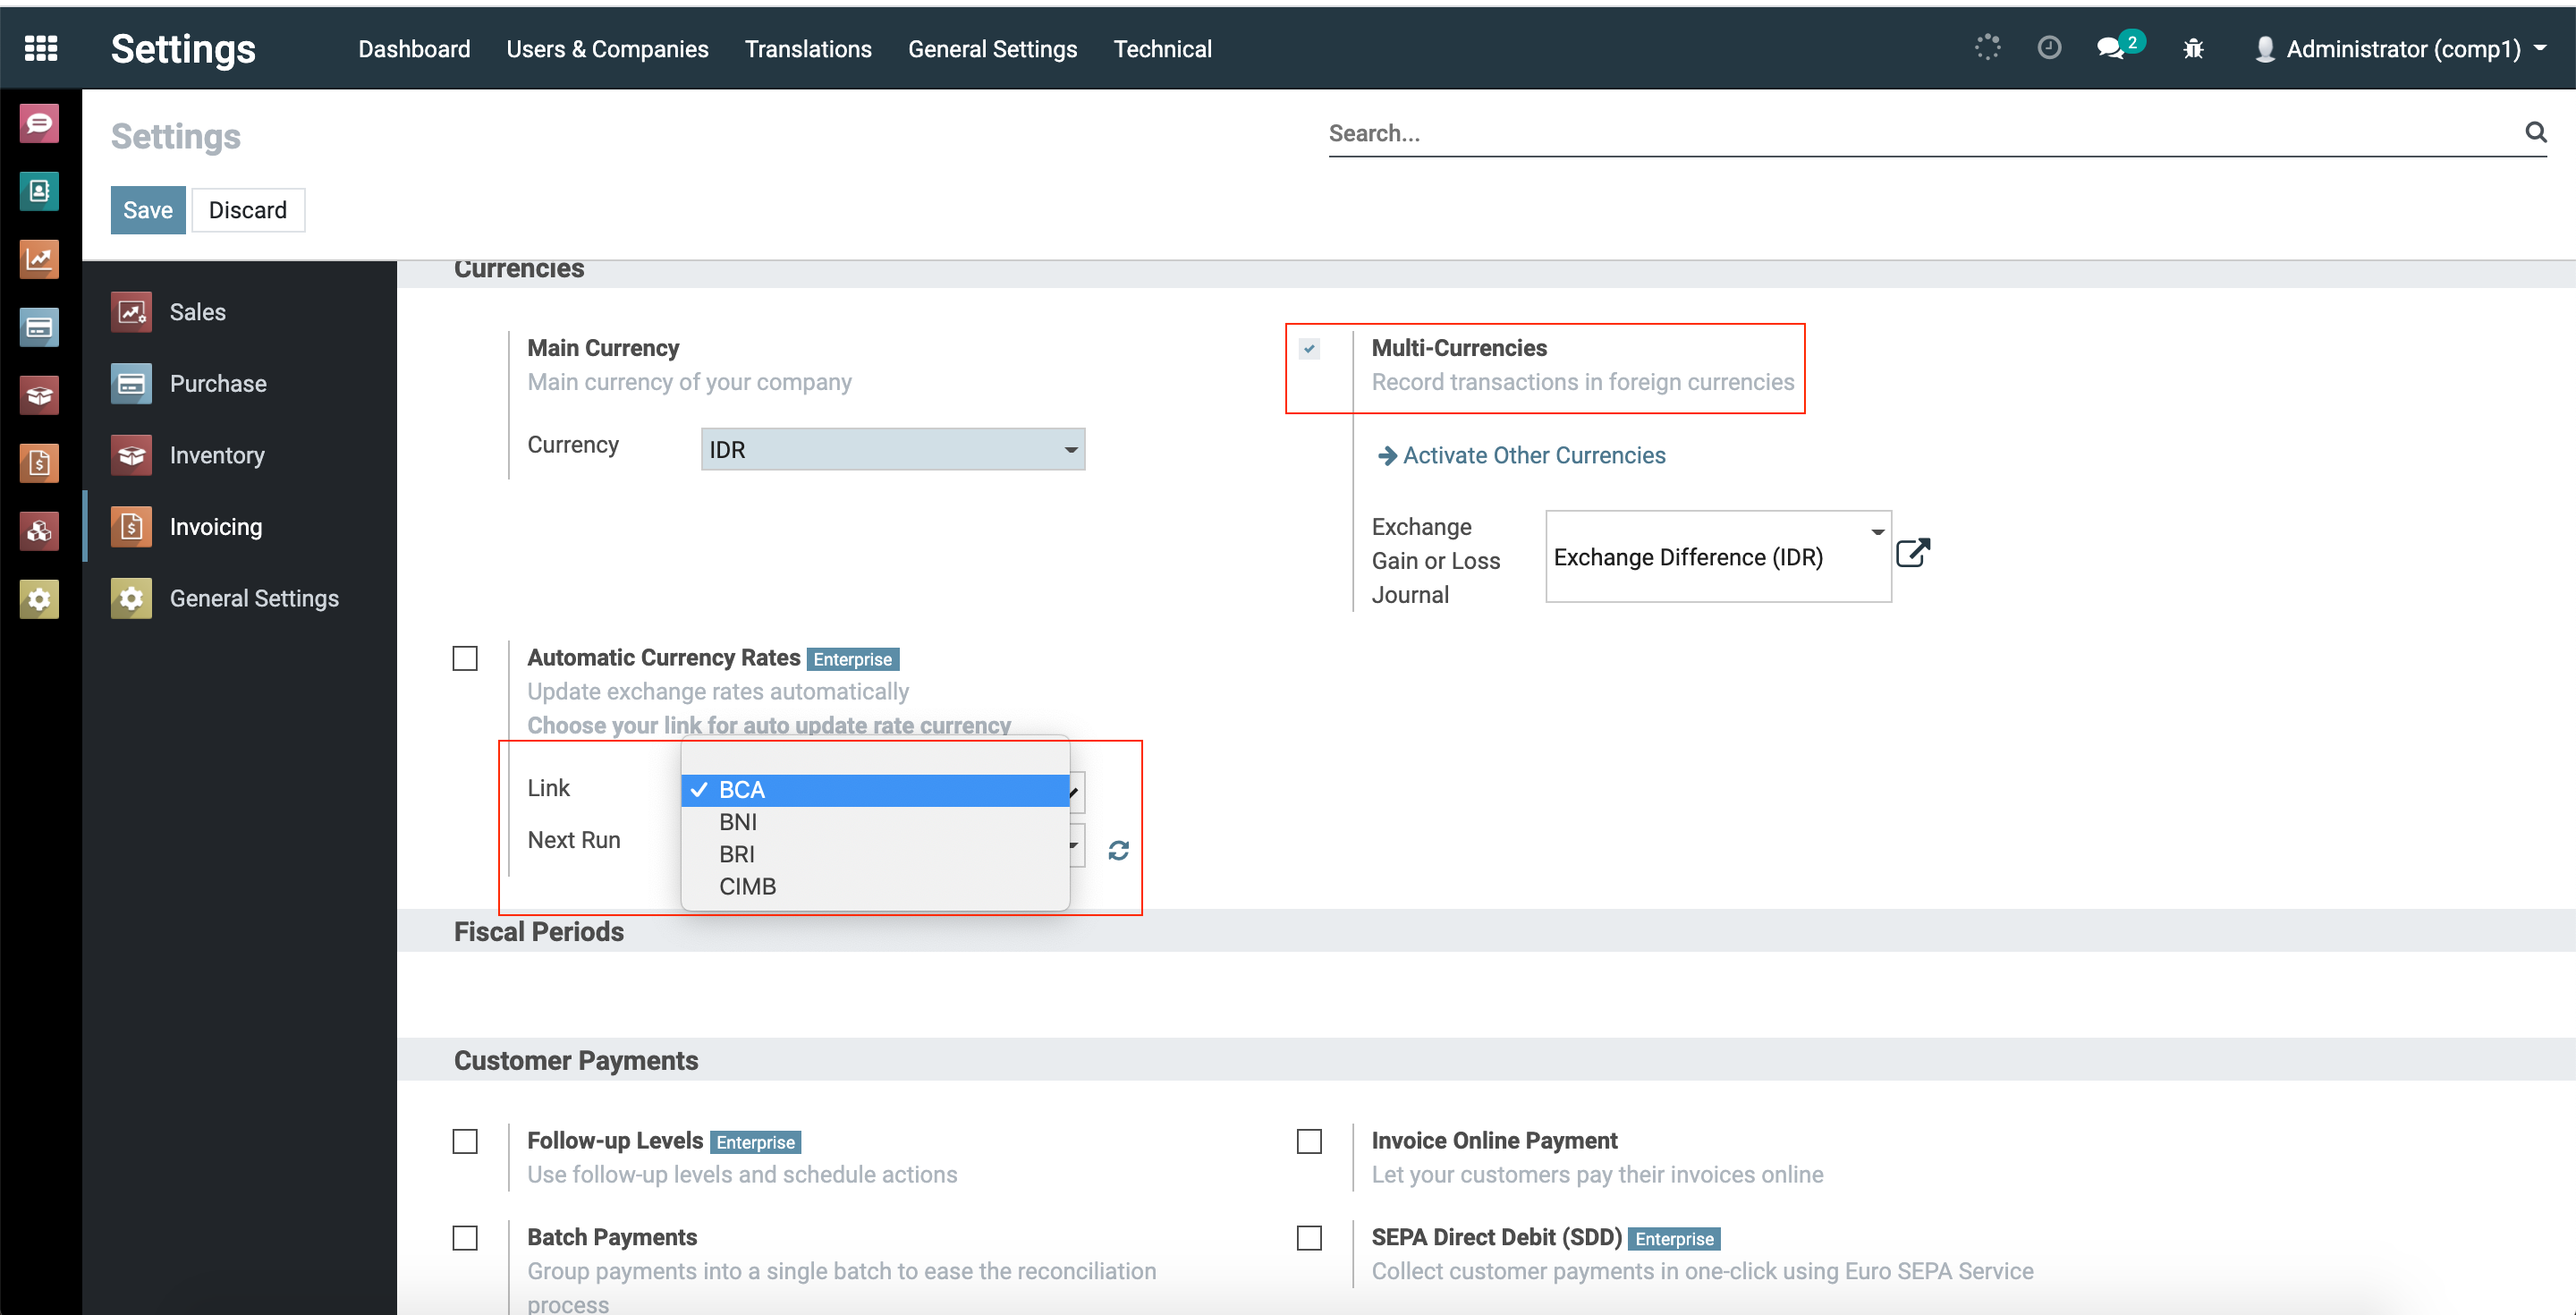 Settings
Dashboard
Users & Companies
Translations
General Settings
Technical
2
Administrator (comp1)
Settings
Search...
Save
Discard
Sales
Purchase
Inventory
Invoicing
General Settings
Currencies
Main Currency
Main currency of your company
Currency
IDR
Multi-Currencies
Record transactions in foreign currencies
Activate Other Currencies
Exchange
Gain or Loss
Journal
Exchange Difference (IDR)
Automatic Currency Rates Enterprise
Update exchange rates automatically
Choose your link for auto update rate currency
Link
BCA
BNI
BRI
CIMB
Next Run
Fiscal Periods
Customer Payments
Follow-up Levels Enterprise
Use follow-up levels and schedule actions
Invoice Online Payment
Let your customers pay their invoices online
Batch Payments
Group payments into a single batch to ease the reconciliation
process
SEPA Direct Debit (SDD) Enterprise
Collect customer payments in one-click using Euro SEPA Service